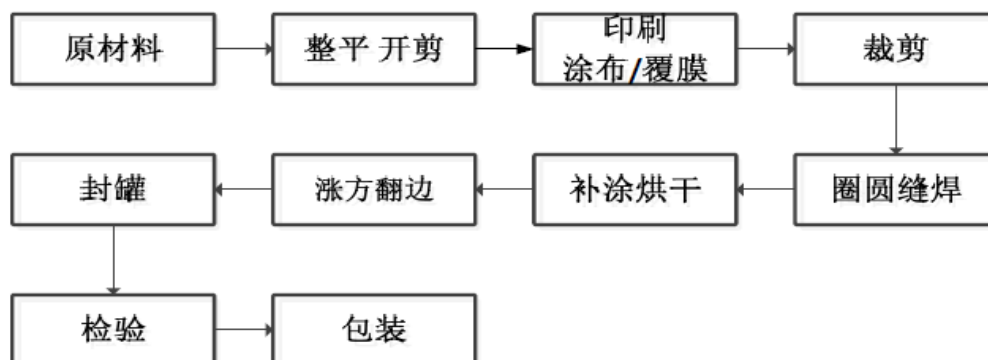 原材料
整平 开剪
印刷
涂布/覆膜
裁剪
圈圆缝焊
补涂烘干
涨方翻边
封罐
检验
包装